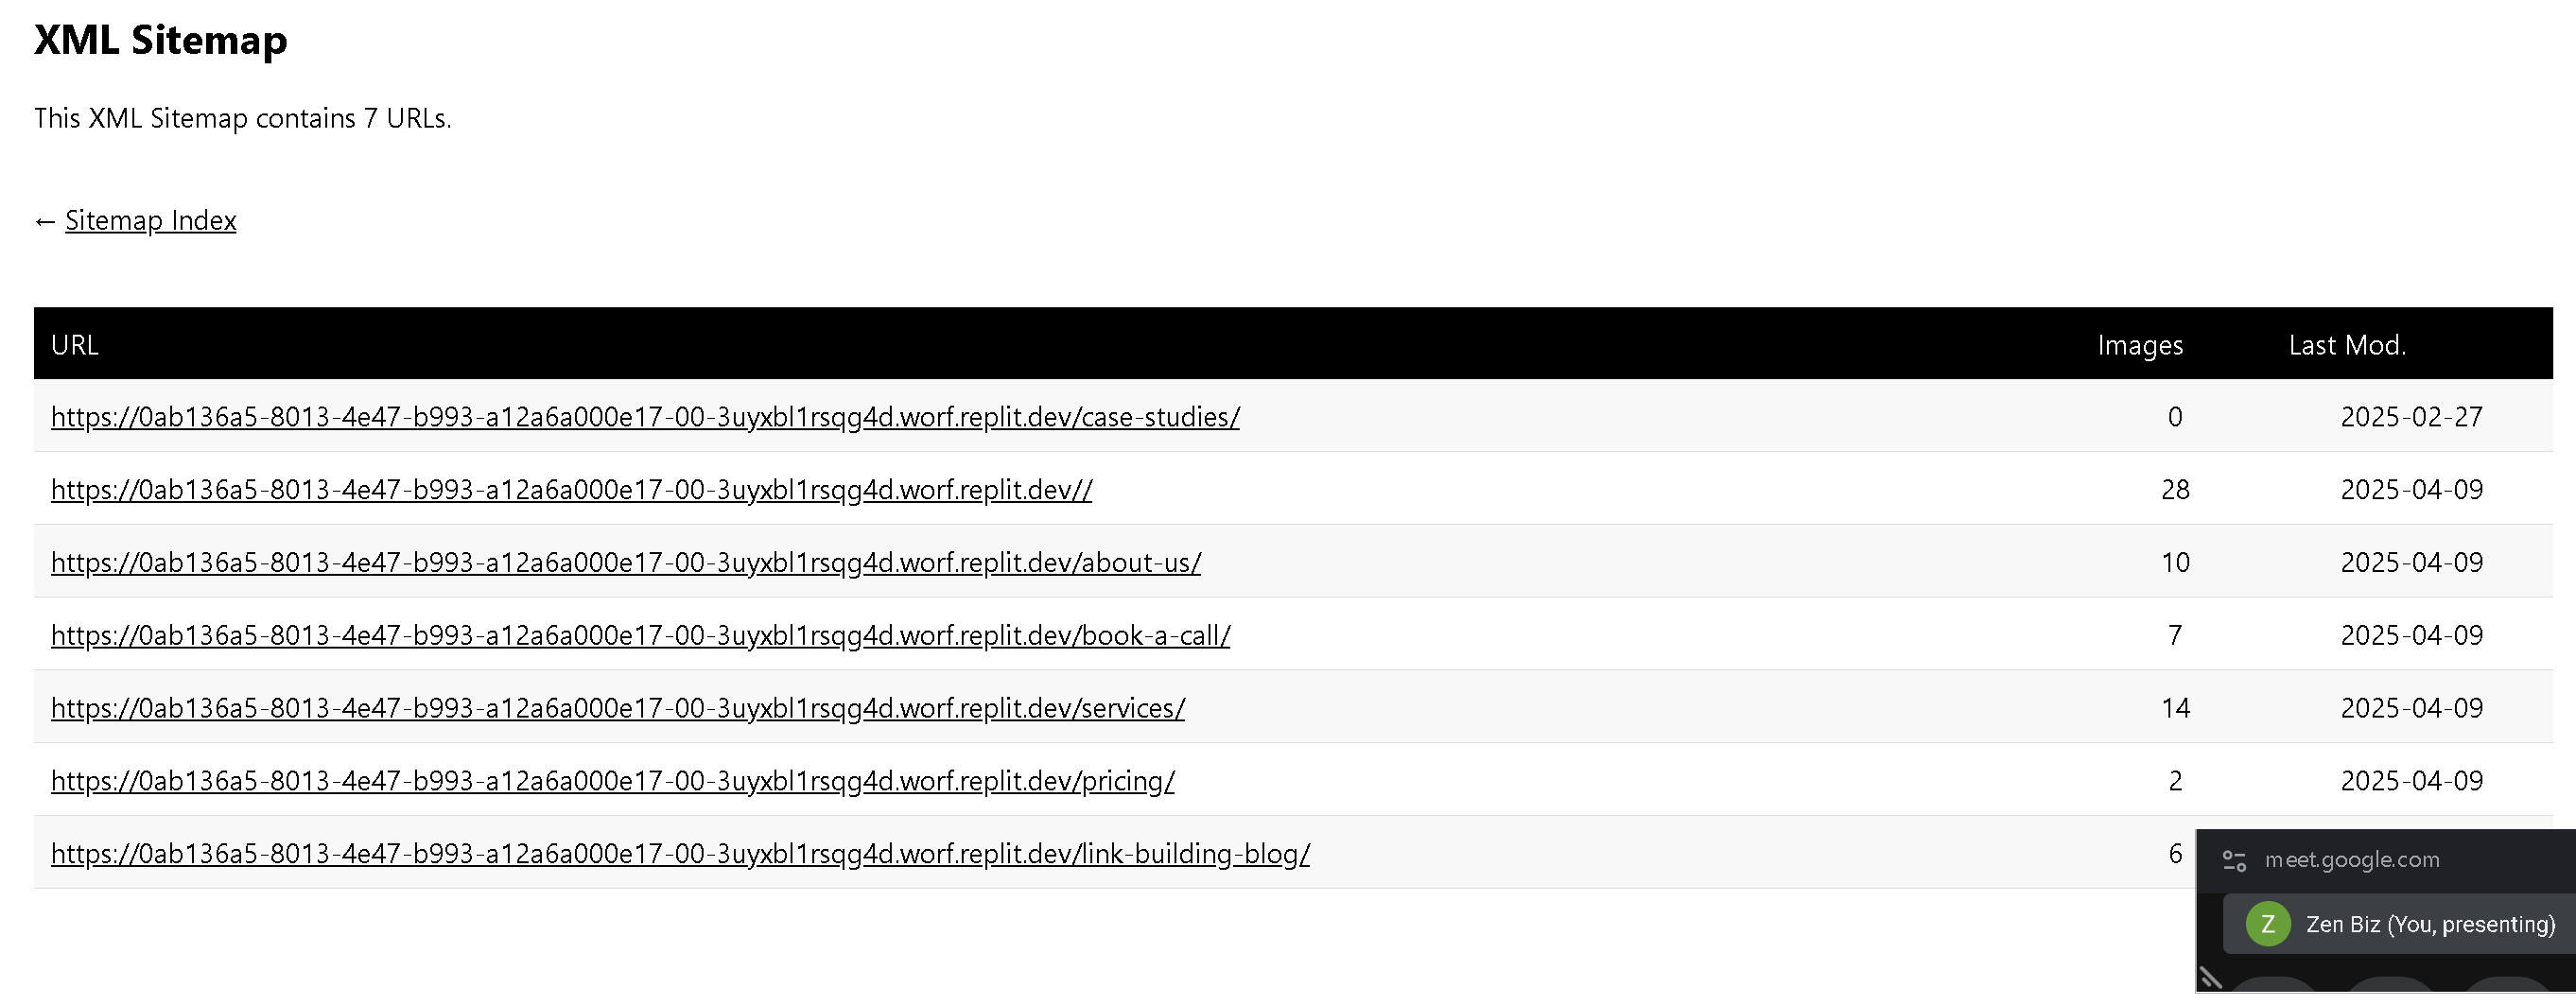 XML Sitemap
This XML Sitemap contains 7 URLs.
← Sitemap Index
URL Images Last Mod.
https://0ab136a5-8013-4e47-b993-a12a6a000e17-00-3uyxbl1rsqg4d.worf.replit.dev/case-studies/ 0 2025-02-27
https://0ab136a5-8013-4e47-b993-a12a6a000e17-00-3uyxbl1rsqg4d.worf.replit.dev// 28 2025-04-09
https://0ab136a5-8013-4e47-b993-a12a6a000e17-00-3uyxbl1rsqg4d.worf.replit.dev/about-us/ 10 2025-04-09
https://0ab136a5-8013-4e47-b993-a12a6a000e17-00-3uyxbl1rsqg4d.worf.replit.dev/book-a-call/ 7 2025-04-09
https://0ab136a5-8013-4e47-b993-a12a6a000e17-00-3uyxbl1rsqg4d.worf.replit.dev/services/ 14 2025-04-09
https://0ab136a5-8013-4e47-b993-a12a6a000e17-00-3uyxbl1rsqg4d.worf.replit.dev/pricing/ 2 2025-04-09
https://0ab136a5-8013-4e47-b993-a12a6a000e17-00-3uyxbl1rsqg4d.worf.replit.dev/link-building-blog/ 6
meet.google.com
Z Zen Biz (You, presenting)